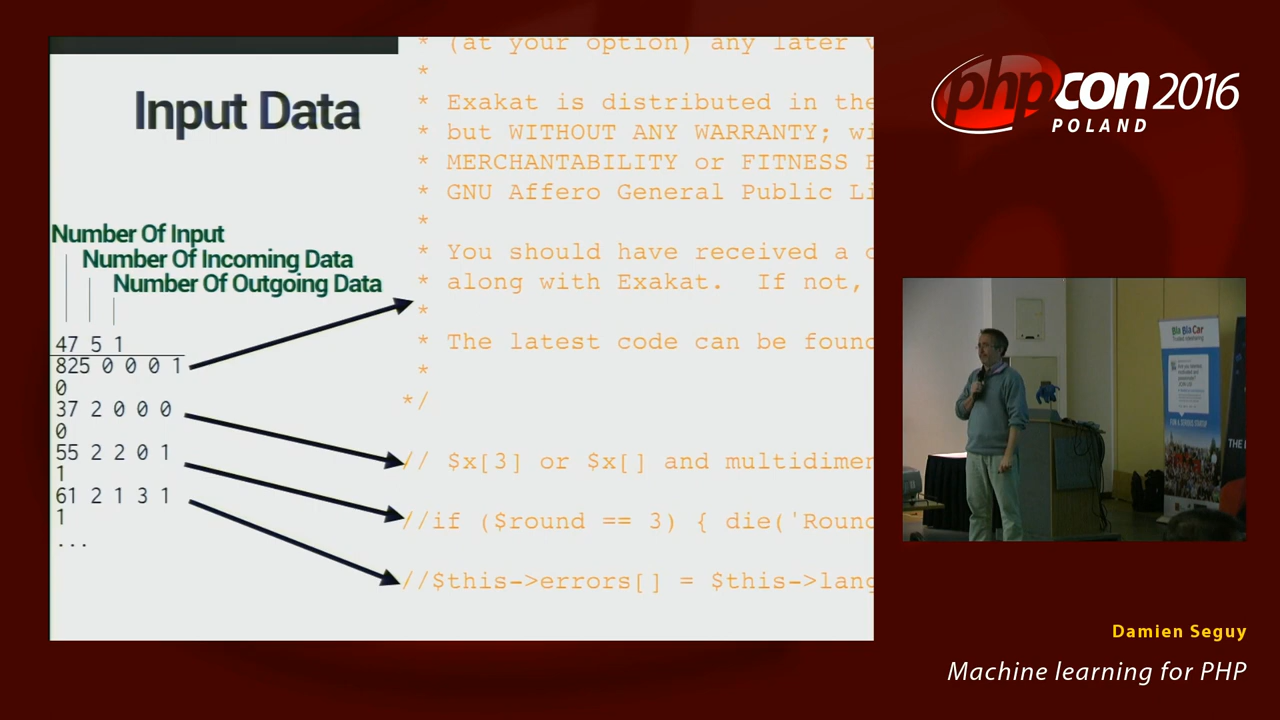 Input Data
Number Of Input
Number Of Incoming Data
Number Of Outgoing Data
47 5 1
825 0 0 0 1
0
37 2 0 0 0
0
55 2 2 0 1
1
61 2 1 3 1
1
...
* (at your option) any later
*
* Exakat is distributed in the
* but WITHOUT ANY WARRANTY;
* MERCHANTABILITY or FITNESS
* GNU Affero General Public
*
* You should have received a
* along with Exakat. If not,
*
* The latest code can be found
*
*/
// $x[3] or $x[] and multidimen
//if ($round == 3) { die('Round
//$this->errors[] = $this->lang
phpcon 2016
POLAND
BlaBlaCar
Damien Seguy
Machine learning for PHP